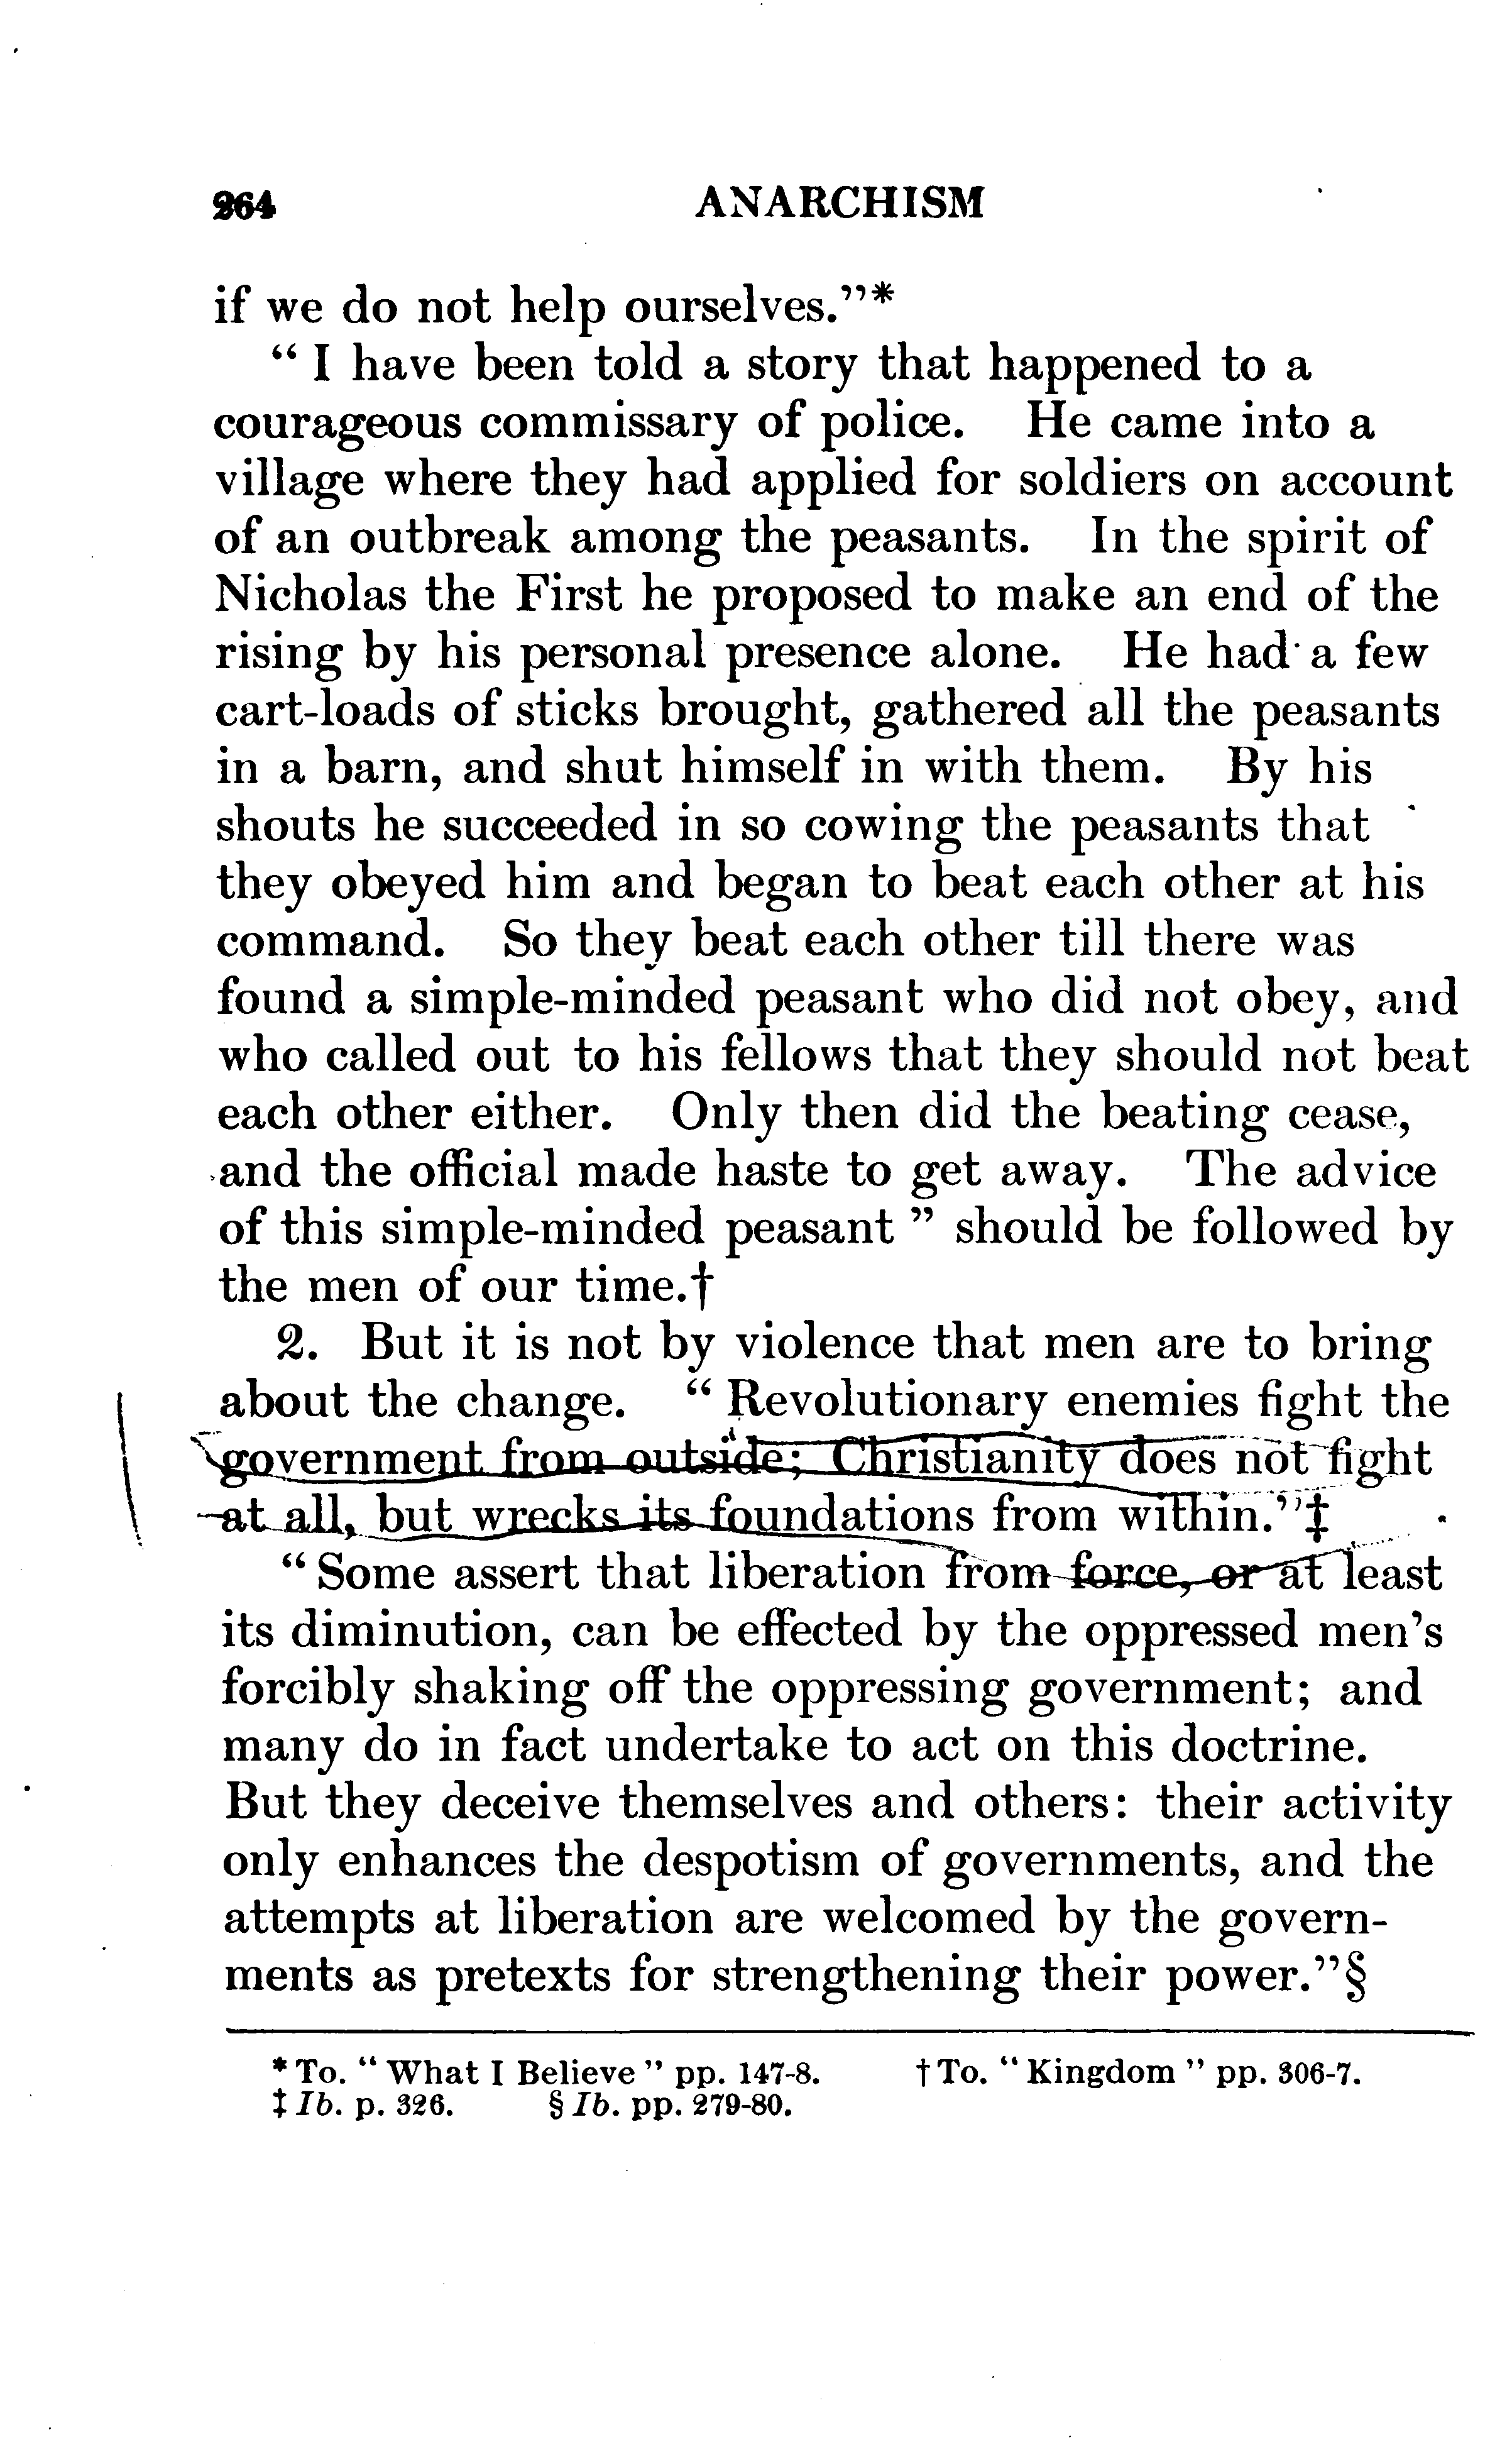 264 ANARCHISM
if we do not help ourselves."*
" I have been told a story that happened to a
courageous commissary of police. He came into a
village where they had applied for soldiers on account
of an outbreak among the peasants. In the spirit of
Nicholas the First he proposed to make an end of the
rising by his personal presence alone. He had a few
cart-loads of sticks brought, gathered all the peasants
in a barn, and shut himself in with them. By his
shouts he succeeded in so cowing the peasants that
they obeyed him and began to beat each other at his
command. So they beat each other till there was
found a simple-minded peasant who did not obey, and
who called out to his fellows that they should not beat
each other either. Only then did the beating cease,
and the official made haste to get away. The advice
of this simple-minded peasant " should be followed by
the men of our time.†
2. But it is not by violence that men are to bring
about the change. " Revolutionary enemies fight the
government from outside; Christianity does not fight
at all, but wrecks its foundations from within."‡
" Some assert that liberation from force, or at least
its diminution, can be effected by the oppressed men's
forcibly shaking off the oppressing government; and
many do in fact undertake to act on this doctrine.
But they deceive themselves and others: their activity
only enhances the despotism of governments, and the
attempts at liberation are welcomed by the govern-
ments as pretexts for strengthening their power."§
* To. " What I Believe " pp. 147-8. † To. " Kingdom " pp. 306-7.
‡ Ib. p. 326. § Ib. pp. 279-80.